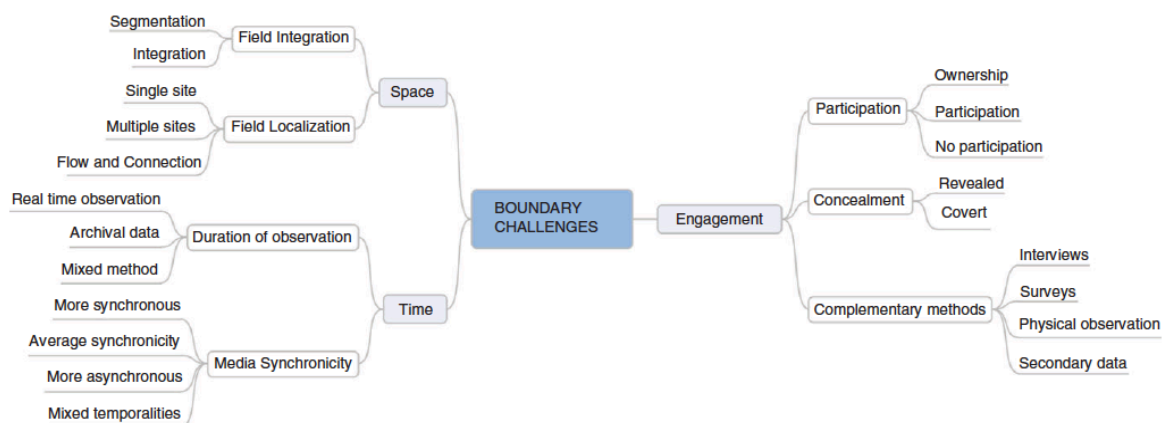 Segmentation
Field Integration
Integration
Space
Single site
Multiple sites
Field Localization
Flow and Connection
Real time observation
Archival data
Duration of observation
Mixed method
Time
More synchronous
Average synchronicity
Media Synchronicity
More asynchronous
Mixed temporalities
BOUNDARY
CHALLENGES
Engagement
Ownership
Participation
Participation
No participation
Revealed
Concealment
Covert
Interviews
Surveys
Complementary methods
Physical observation
Secondary data